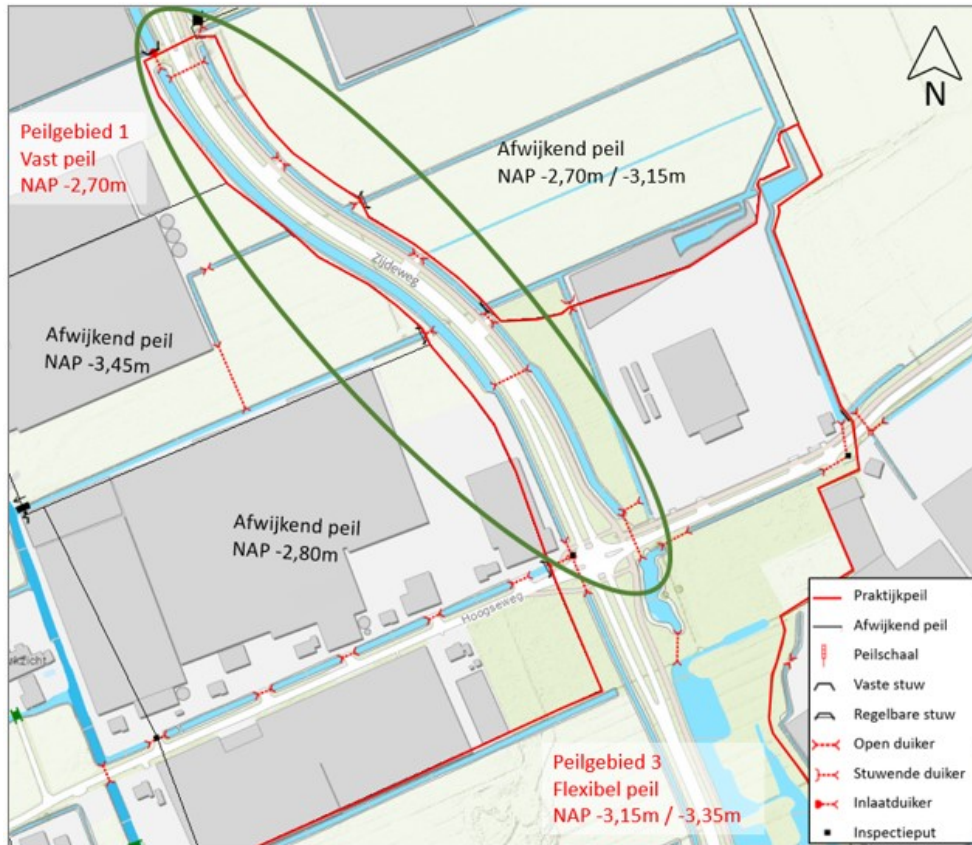 N
Peilgebied 1
Vast peil
NAP -2,70m
Afwijkend peil
NAP -2,70m / -3,15m
Zijdeweg
Afwijkend peil
NAP -3,45m
Afwijkend peil
NAP -2,80m
Hoogseweg
Peilgebied 3
Flexibel peil
NAP -3,15m / -3,35m
Praktijkpeil
Afwijkend peil
Peilschaal
Vaste stuw
Regelbare stuw
Open duiker
Stuwende duiker
Inlaatduiker
Inspectieput